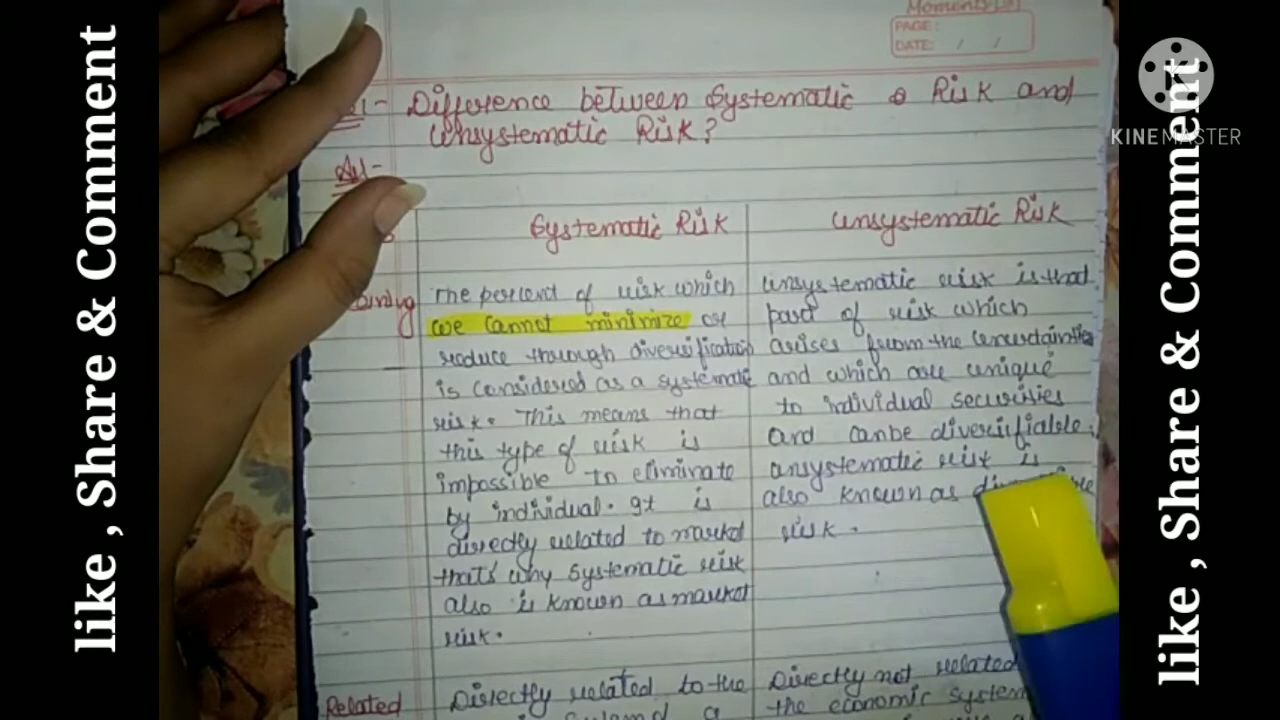 like , Share & Comment
PAGE:
DATE: / /
Difference between Systematic Risk and
Unsystematic Risk?
Ans-
Systematic Risk
Unsystematic Risk
The percent of risk which
we cannot minimize or
reduce through diversification
is considered as a systematic
risk. This means that
this type of risk is
impossible to eliminate
by individual. It is
directly related to market
that's why systematic risk
also is known as market
risk.
unsystematic risk is that
part of risk which
arises from the uncertainties
and which are unique
to individual securities
and canbe diversifiable.
unsystematic risk is
also known as
risk.
Related
Directly related to the
Directly not related
the economic system
KINEMASTER
like , Share & Comment